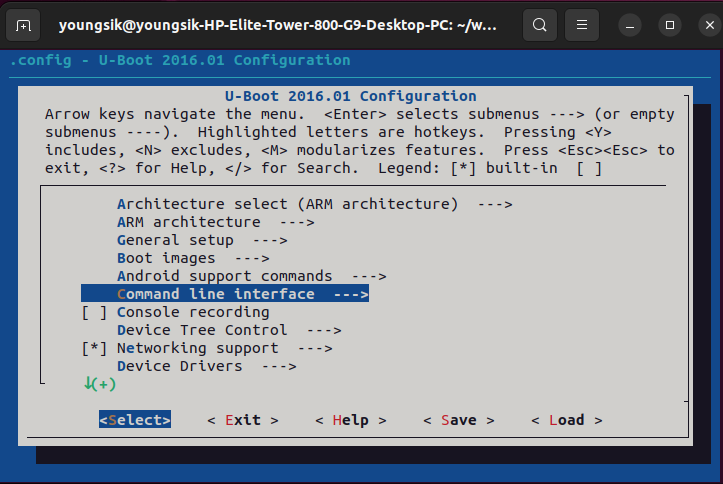 youngsik@youngsik-HP-Elite-Tower-800-G9-Desktop-PC: ~/w...
.config - U-Boot 2016.01 Configuration
U-Boot 2016.01 Configuration
Arrow keys navigate the menu.  <Enter> selects submenus ---> (or empty
submenus ----).  Highlighted letters are hotkeys.  Pressing <Y>
includes, <N> excludes, <M> modularizes features.  Press <Esc><Esc> to
exit, <?> for Help, </> for Search.  Legend: [*] built-in  [ ]
Architecture select (ARM architecture)  --->
ARM architecture  --->
General setup  --->
Boot images  --->
Android support commands  --->
Command line interface  --->
[ ] Console recording
Device Tree Control  --->
[*] Networking support  --->
Device Drivers  --->
↓(+)
<Select>    < Exit >    < Help >    < Save >    < Load >